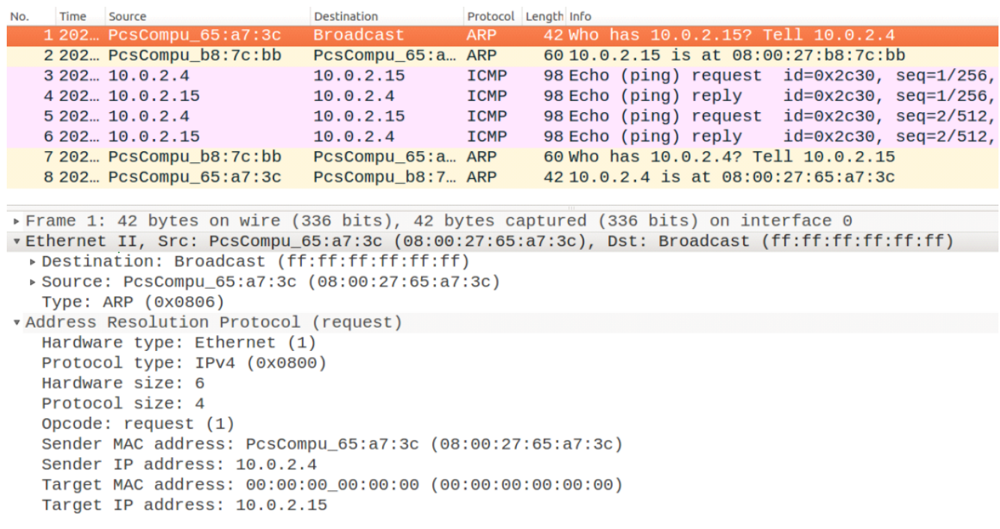 No. Time Source Destination Protocol Length Info
1 202… PcsCompu_65:a7:3c Broadcast ARP 42 Who has 10.0.2.15? Tell 10.0.2.4
2 202… PcsCompu_b8:7c:bb PcsCompu_65:a… ARP 60 10.0.2.15 is at 08:00:27:b8:7c:bb
3 202… 10.0.2.4 10.0.2.15 ICMP 98 Echo (ping) request id=0x2c30, seq=1/256,
4 202… 10.0.2.15 10.0.2.4 ICMP 98 Echo (ping) reply id=0x2c30, seq=1/256,
5 202… 10.0.2.4 10.0.2.15 ICMP 98 Echo (ping) request id=0x2c30, seq=2/512,
6 202… 10.0.2.15 10.0.2.4 ICMP 98 Echo (ping) reply id=0x2c30, seq=2/512,
7 202… PcsCompu_b8:7c:bb PcsCompu_65:a… ARP 60 Who has 10.0.2.4? Tell 10.0.2.15
8 202… PcsCompu_65:a7:3c PcsCompu_b8:7… ARP 42 10.0.2.4 is at 08:00:27:65:a7:3c
Frame 1: 42 bytes on wire (336 bits), 42 bytes captured (336 bits) on interface 0
Ethernet II, Src: PcsCompu_65:a7:3c (08:00:27:65:a7:3c), Dst: Broadcast (ff:ff:ff:ff:ff:ff)
Destination: Broadcast (ff:ff:ff:ff:ff:ff)
Source: PcsCompu_65:a7:3c (08:00:27:65:a7:3c)
Type: ARP (0x0806)
Address Resolution Protocol (request)
Hardware type: Ethernet (1)
Protocol type: IPv4 (0x0800)
Hardware size: 6
Protocol size: 4
Opcode: request (1)
Sender MAC address: PcsCompu_65:a7:3c (08:00:27:65:a7:3c)
Sender IP address: 10.0.2.4
Target MAC address: 00:00:00_00:00:00 (00:00:00:00:00:00)
Target IP address: 10.0.2.15